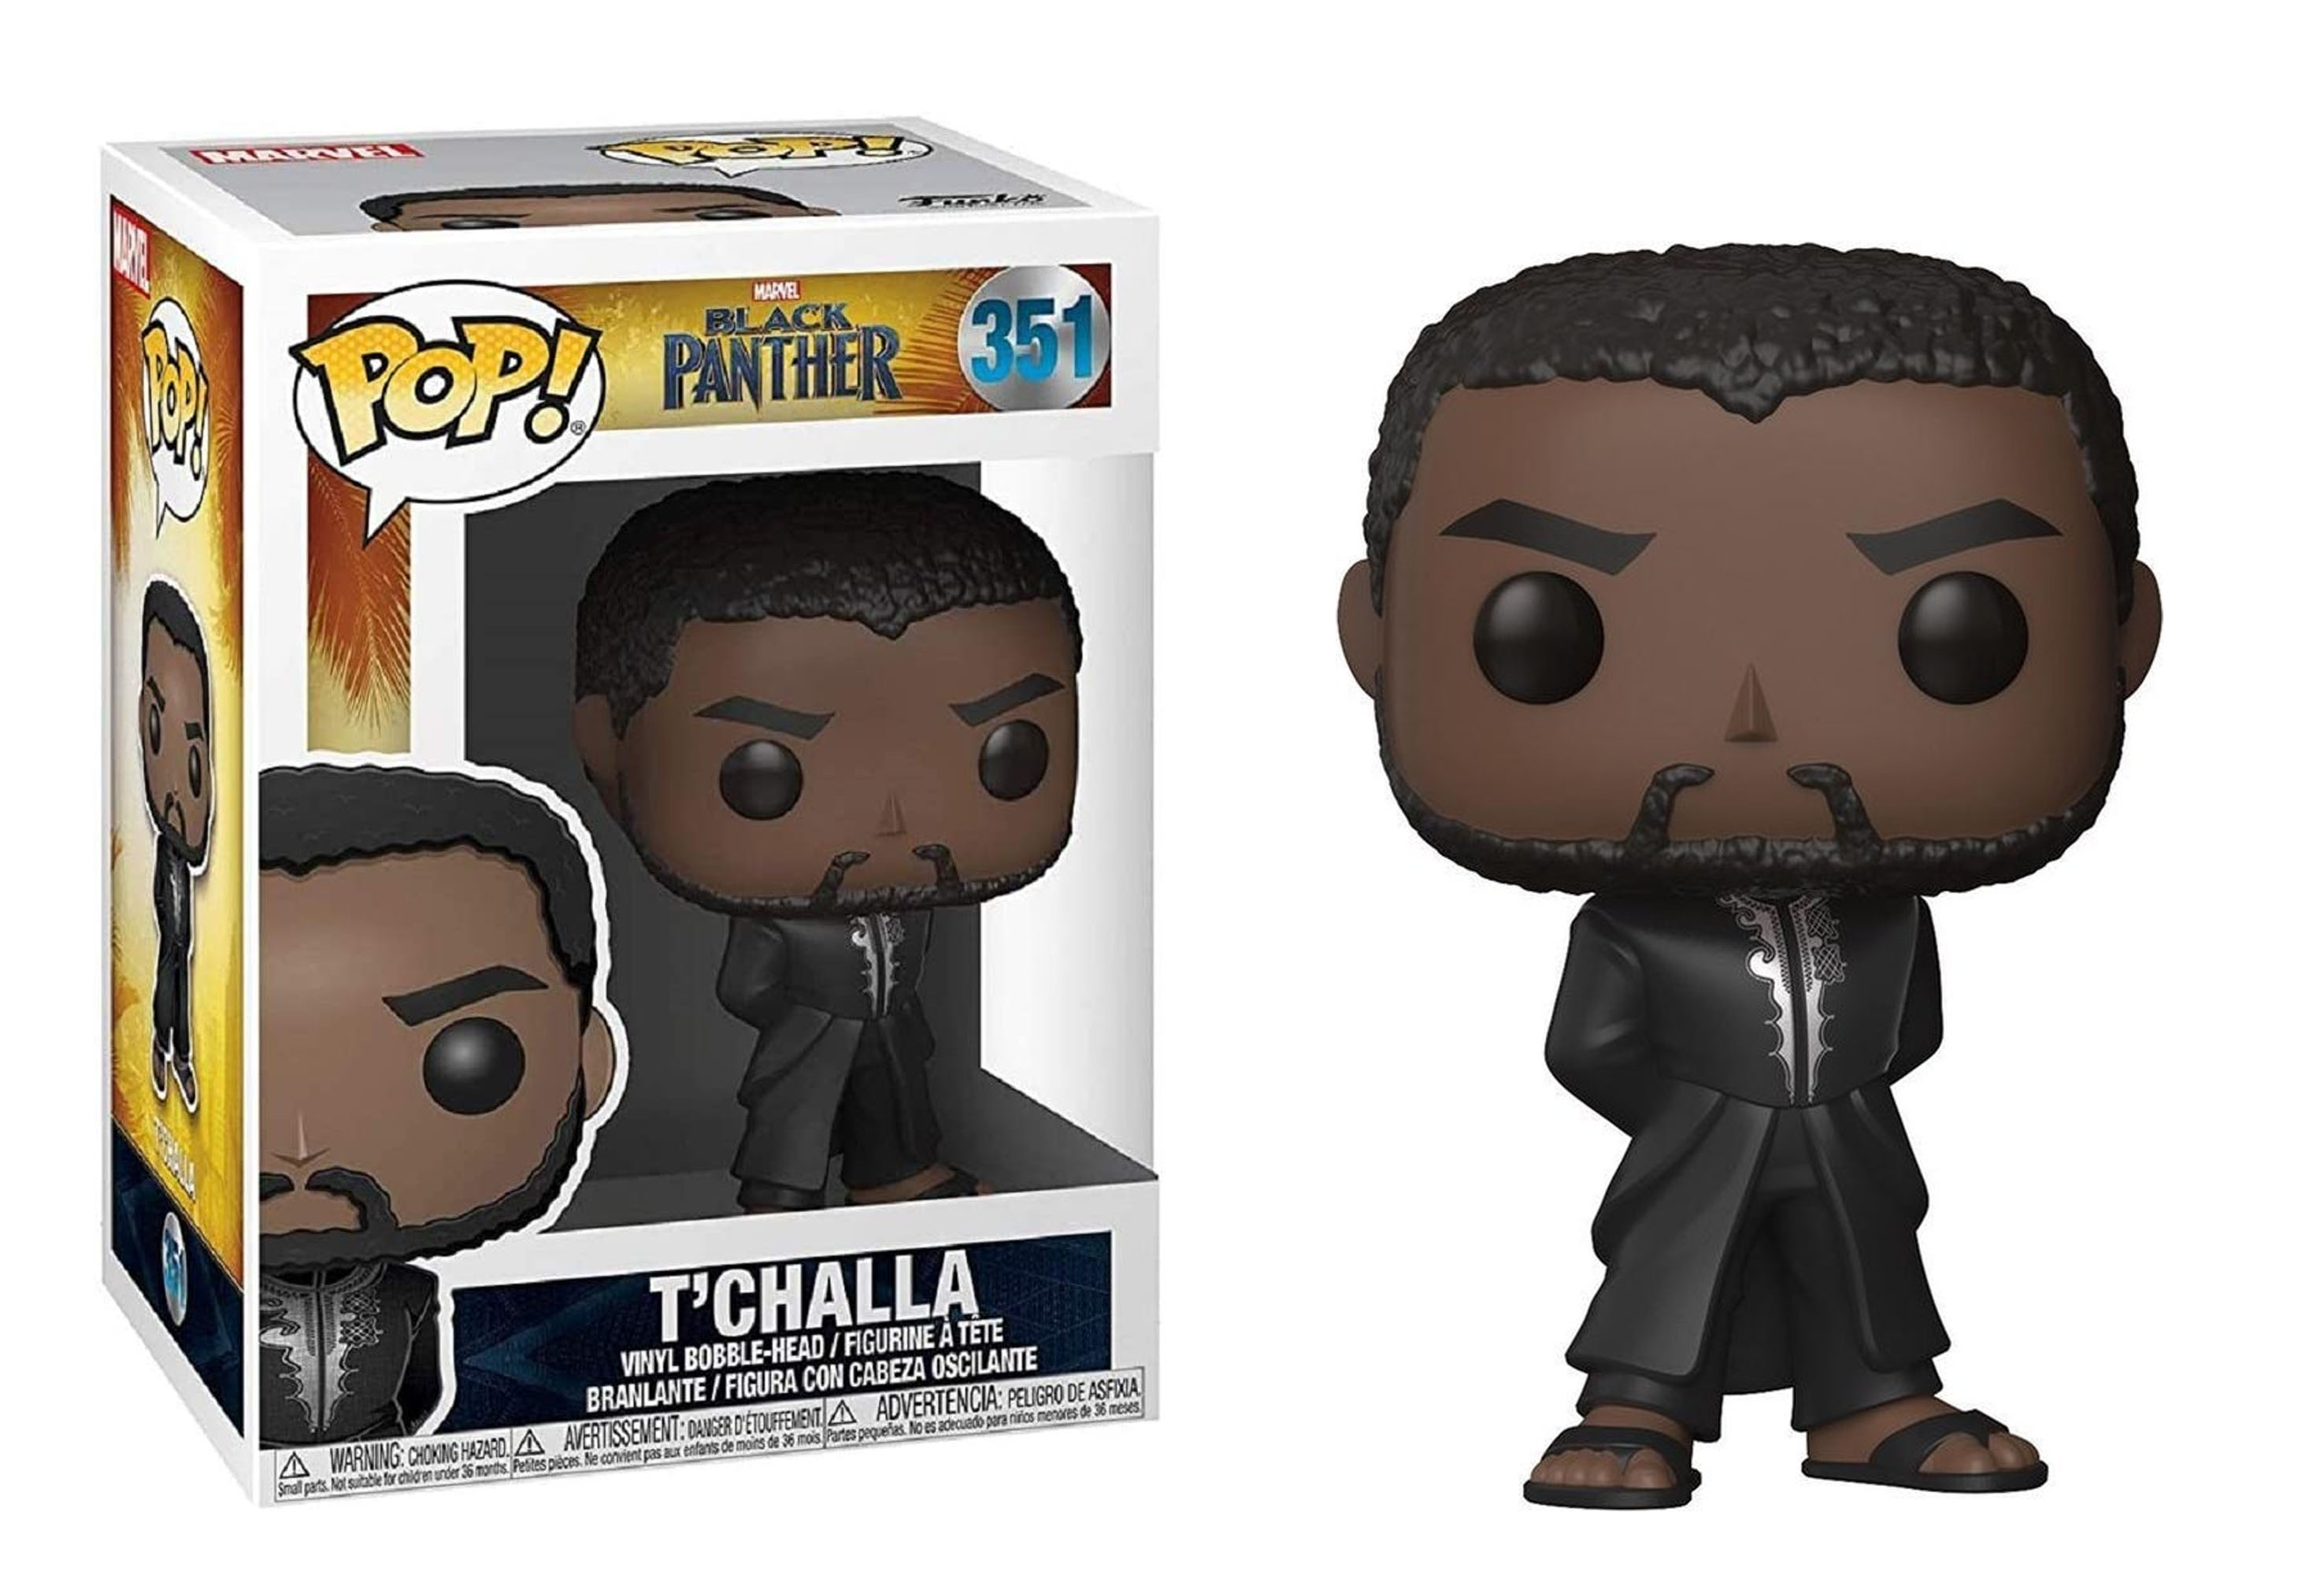 MARVEL
POP!
Funko
MARVEL
POP!
T'CHALLA
351
POP!®
MARVEL
BLACK
PANTHER
351
T'CHALLA
VINYL BOBBLE-HEAD / FIGURINE À TÊTE
BRANLANTE / FIGURA CON CABEZA OSCILANTE
WARNING: CHOKING HAZARD.
Small parts. Not suitable for children under 36 months.
AVERTISSEMENT: DANGER D'ÉTOUFFEMENT.
Petites pièces. Ne convient pas aux enfants de moins de 36 mois.
ADVERTENCIA: PELIGRO DE ASFIXIA.
Partes pequeñas. No es adecuado para niños menores de 36 meses.